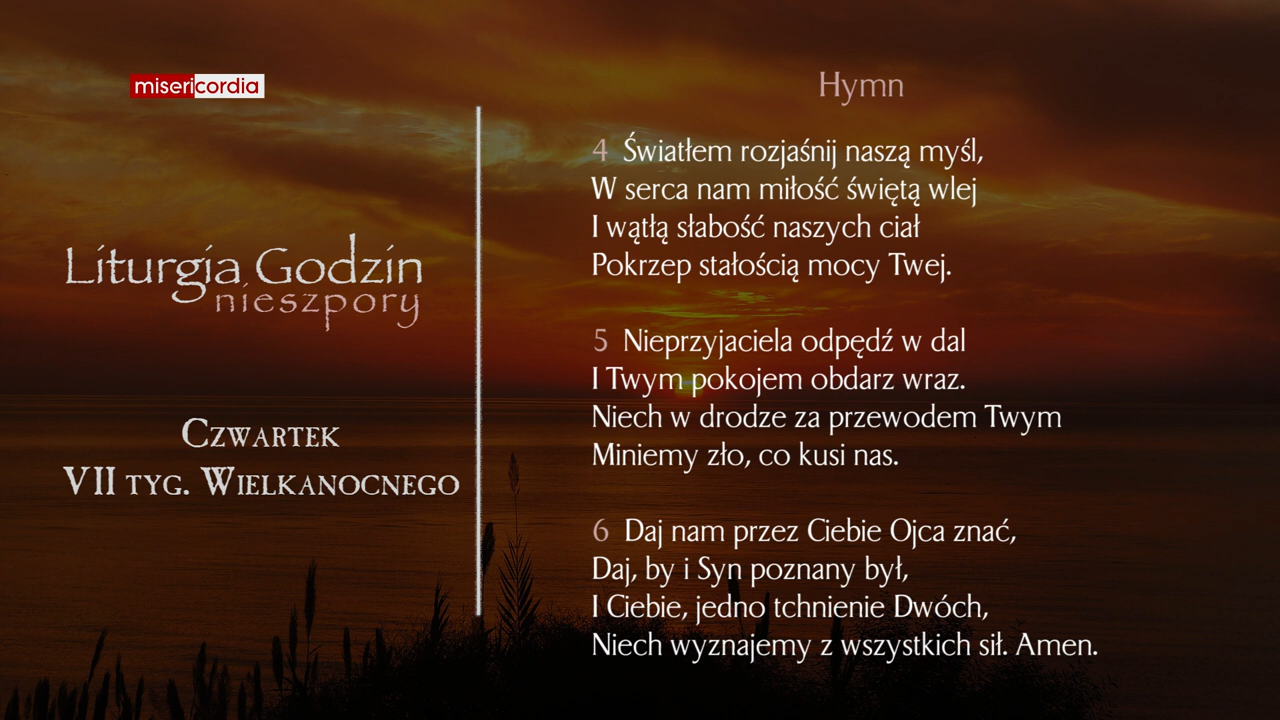 misericordia
Liturgia Godzin
nieszpory
Czwartek
VII tyg. Wielkanocnego
Hymn
4 Światłem rozjaśnij naszą myśl,
W serca nam miłość świętą wlej
I wątłą słabość naszych ciał
Pokrzep stałością mocy Twej.
5 Nieprzyjaciela odpędź w dal
I Twym pokojem obdarz wraz.
Niech w drodze za przewodem Twym
Miniemy zło, co kusi nas.
6 Daj nam przez Ciebie Ojca znać,
Daj, by i Syn poznany był,
I Ciebie, jedno tchnienie Dwóch,
Niech wyznajemy z wszystkich sił. Amen.